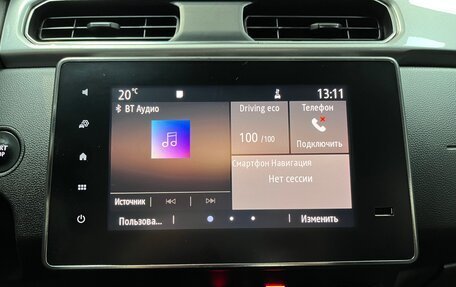 20°C
13:11
BT Аудио
Driving eco
100 /100
Телефон
Подключить
Смартфон Навигация
Нет сессии
Источник
Пользова...
Изменить